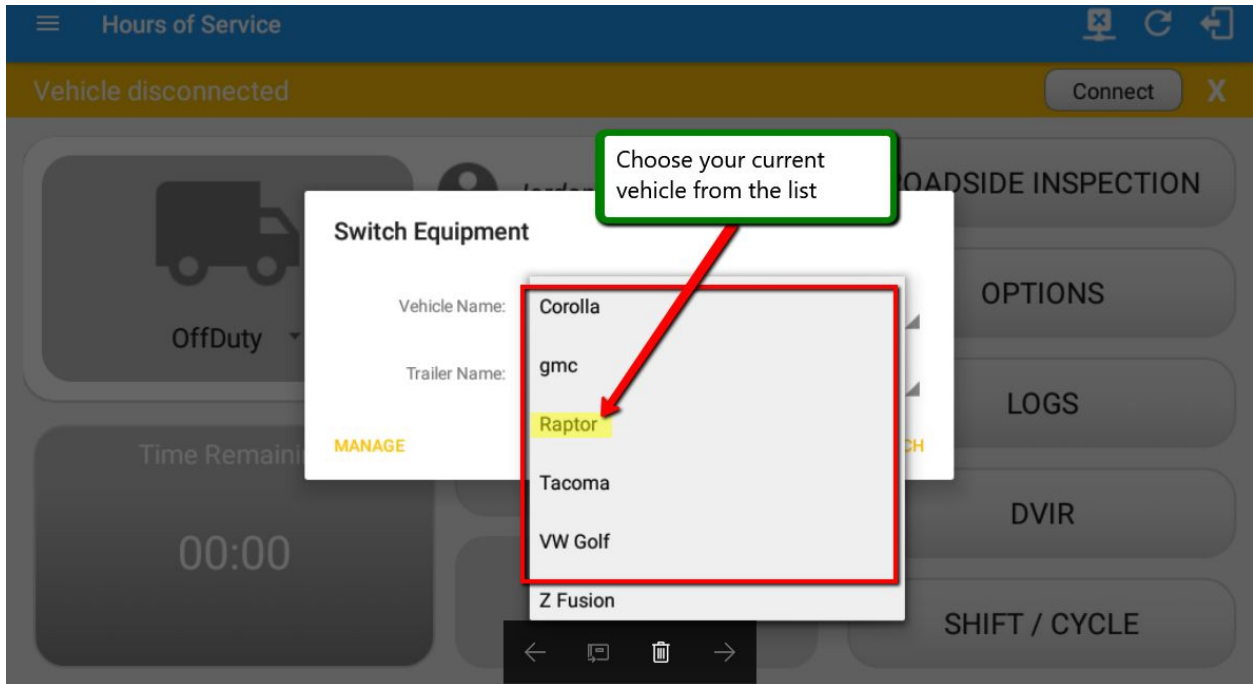 Hours of Service
Vehicle disconnected
Connect
X
Choose your current
vehicle from the list
ROADSIDE INSPECTION
Switch Equipment
Vehicle Name:
Corolla
OPTIONS
OffDuty
Trailer Name:
gmc
LOGS
Raptor
Time Remaini
MANAGE
CH
Tacoma
DVIR
VW Golf
00:00
Z Fusion
SHIFT / CYCLE